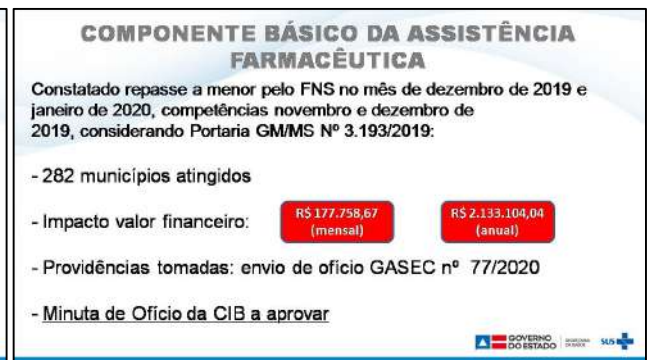 COMPONENTE BÁSICO DA ASSISTÊNCIA
FARMACÊUTICA
Constatado repasse a menor pelo FNS no mês de dezembro de 2019 e
janeiro de 2020, competências novembro e dezembro de
2019, considerando Portaria GM/MS Nº 3.193/2019:
- 282 municípios atingidos
- Impacto valor financeiro:
R$ 177.758,67
(mensal)
R$ 2.133.104,04
(anual)
- Providências tomadas: envio de ofício GASEC nº 77/2020
- Minuta de Ofício da CIB a aprovar
GOVERNO
DO ESTADO
SUS